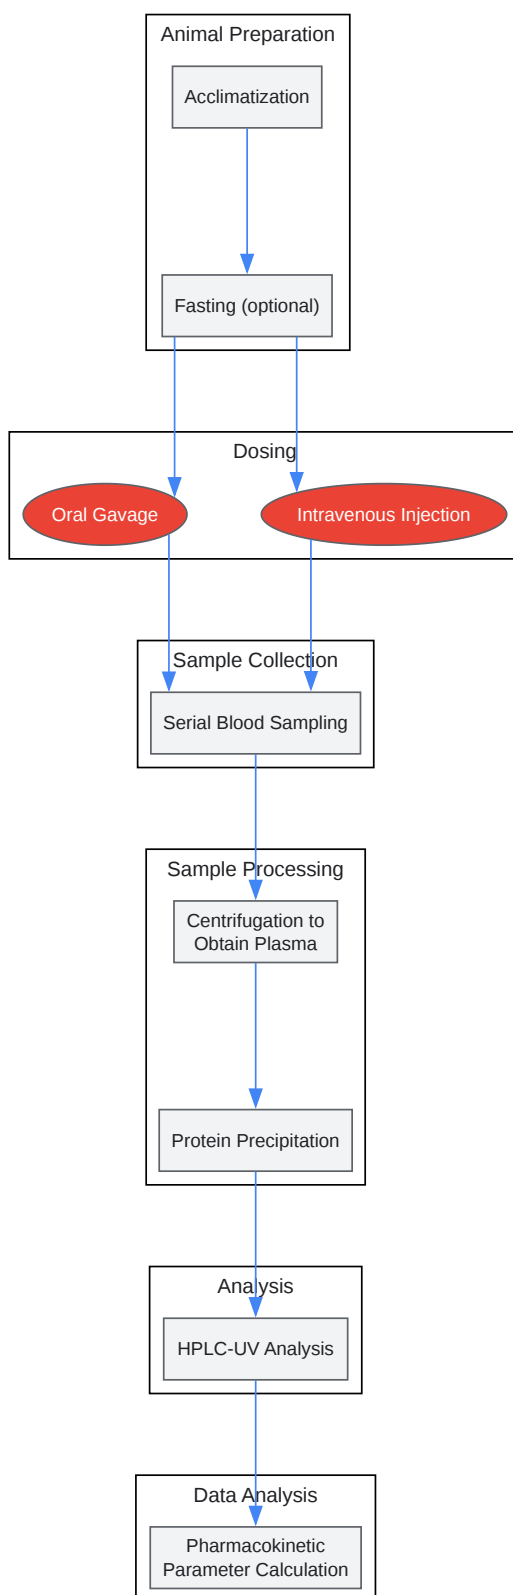 Animal Preparation
Acclimatization
Fasting (optional)
Dosing
Oral Gavage
Intravenous Injection
Sample Collection
Serial Blood Sampling
Sample Processing
Centrifugation to
Obtain Plasma
Protein Precipitation
Analysis
HPLC-UV Analysis
Data Analysis
Pharmacokinetic
Parameter Calculation